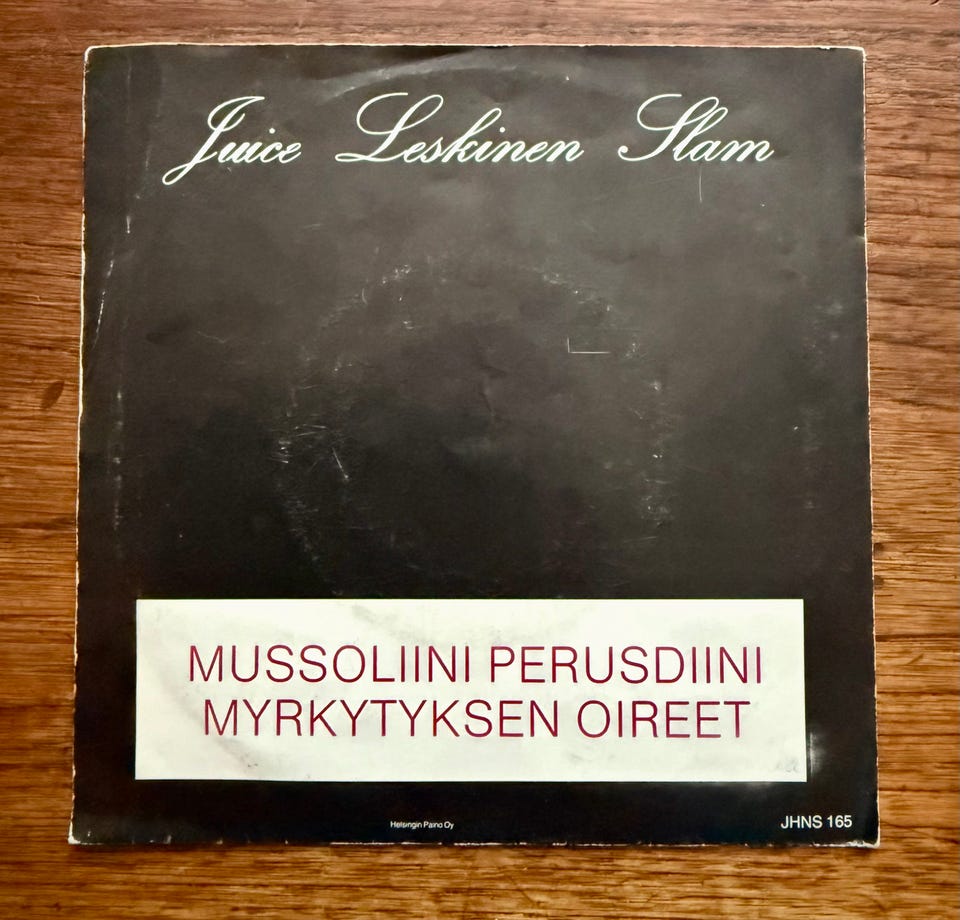 Juice Leskinen Slam
MUSSOLIINI PERUSDIINI
MYRKYTYKSEN OIREET
Helsingin Paino Oy
JHNS 165